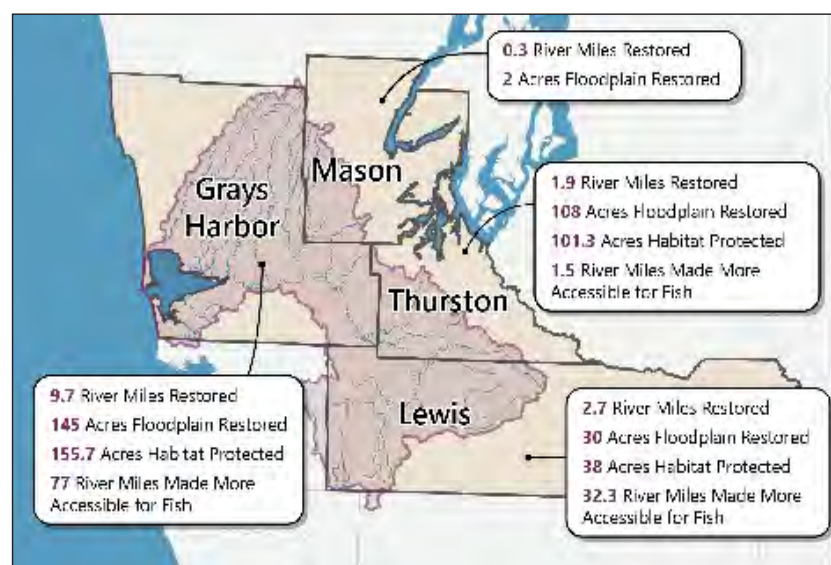 0.3 River Miles Restored
2 Acres Floodplain Restored
Mason
Grays
Harbor
1.9 River Miles Restored
108 Acres Floodplain Restored
101.3 Acres Habitat Protected
1.5 River Miles Made More
Accessible for Fish
Thurston
9.7 River Miles Restored
145 Acres Floodplain Restored
155.7 Acres Habitat Protected
77 River Miles Made More
Accessible for Fish
Lewis
2.7 River Miles Restored
30 Acres Floodplain Restored
38 Acres Habitat Protected
32.3 River Miles Made More
Accessible for Fish